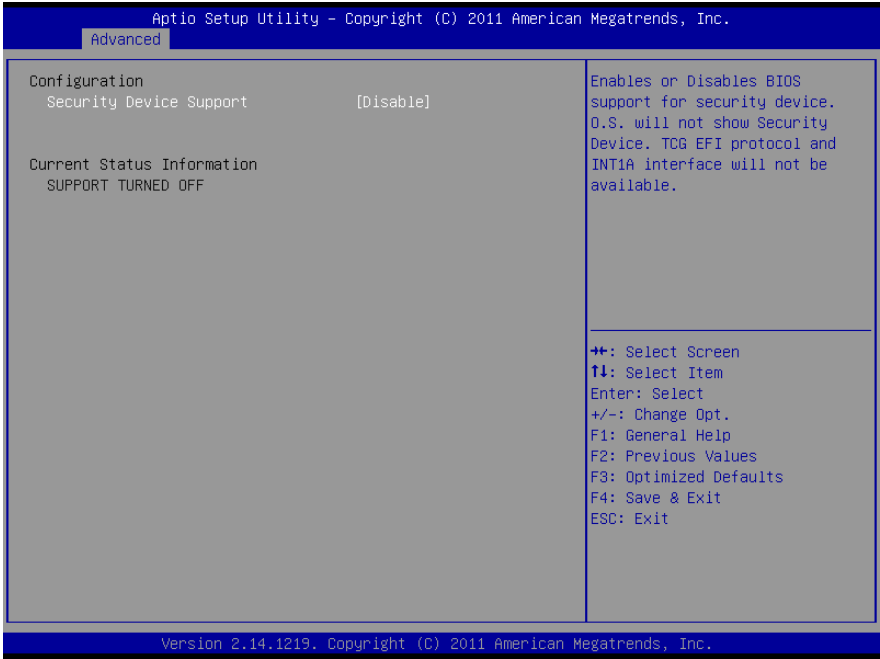 Aptio Setup Utility – Copyright (C) 2011 American Megatrends, Inc.
Advanced
Configuration
Security Device Support [Disable]
Current Status Information
SUPPORT TURNED OFF
Enables or Disables BIOS
support for security device.
O.S. will not show Security
Device. TCG EFI protocol and
INT1A interface will not be
available.
→←: Select Screen
↑↓: Select Item
Enter: Select
+/-: Change Opt.
F1: General Help
F2: Previous Values
F3: Optimized Defaults
F4: Save & Exit
ESC: Exit
Version 2.14.1219. Copyright (C) 2011 American Megatrends, Inc.